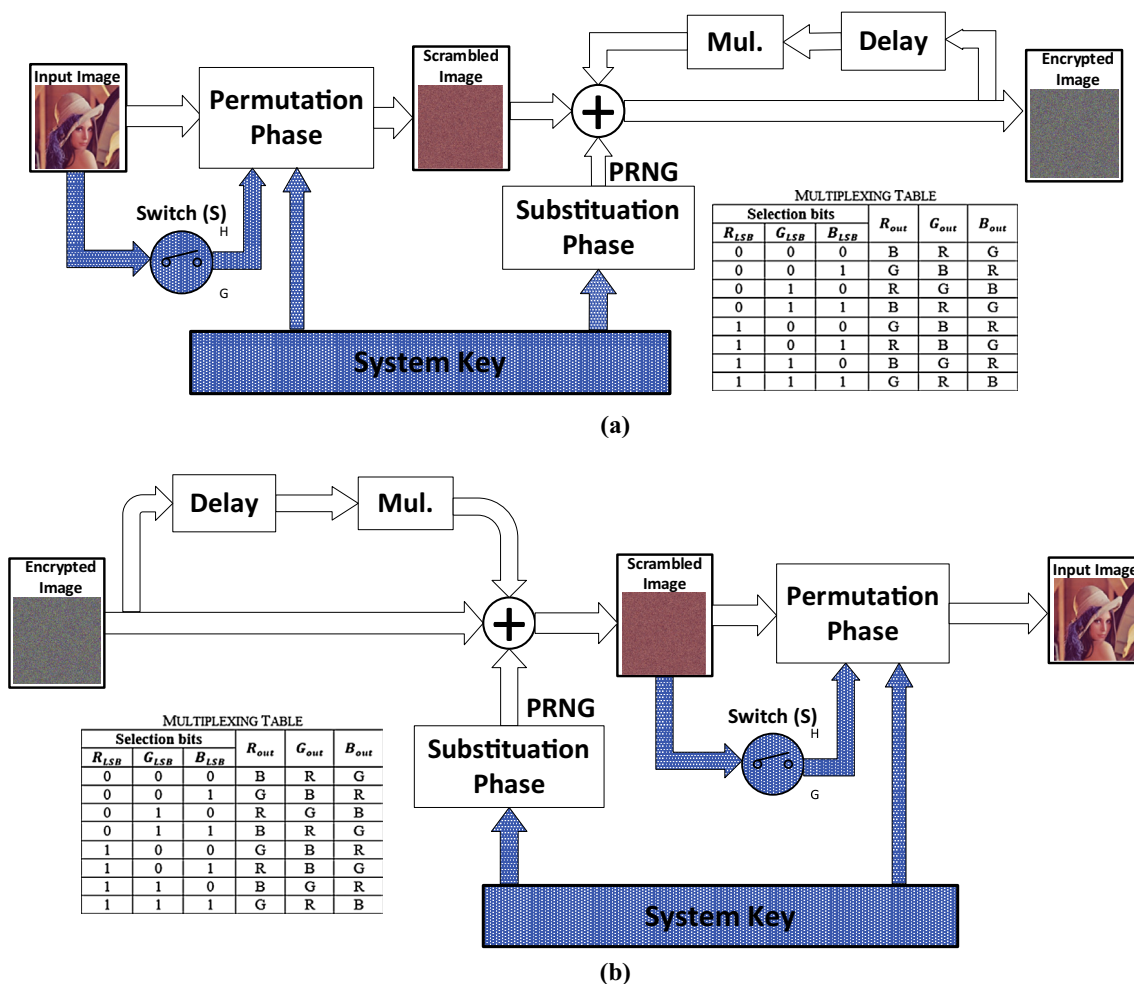 Input Image
Permutation
Phase
Scrambled
Image
Mul.
Delay
Encrypted
Image
Switch (S)
H
G
PRNG
Substituation
Phase
System Key
MULTIPLEXING TABLE
Selection bits R_out G_out B_out
R_LSB G_LSB B_LSB
0 0 0 B R G
0 0 1 G B R
0 1 0 R G B
0 1 1 B R G
1 0 0 G B R
1 0 1 R B G
1 1 0 B G R
1 1 1 G R B
(a)
Delay
Mul.
Encrypted
Image
Scrambled
Image
Permutation
Phase
Input Image
PRNG
Substituation
Phase
Switch (S)
H
G
MULTIPLEXING TABLE
Selection bits R_out G_out B_out
R_LSB G_LSB B_LSB
0 0 0 B R G
0 0 1 G B R
0 1 0 R G B
0 1 1 B R G
1 0 0 G B R
1 0 1 R B G
1 1 0 B G R
1 1 1 G R B
System Key
(b)